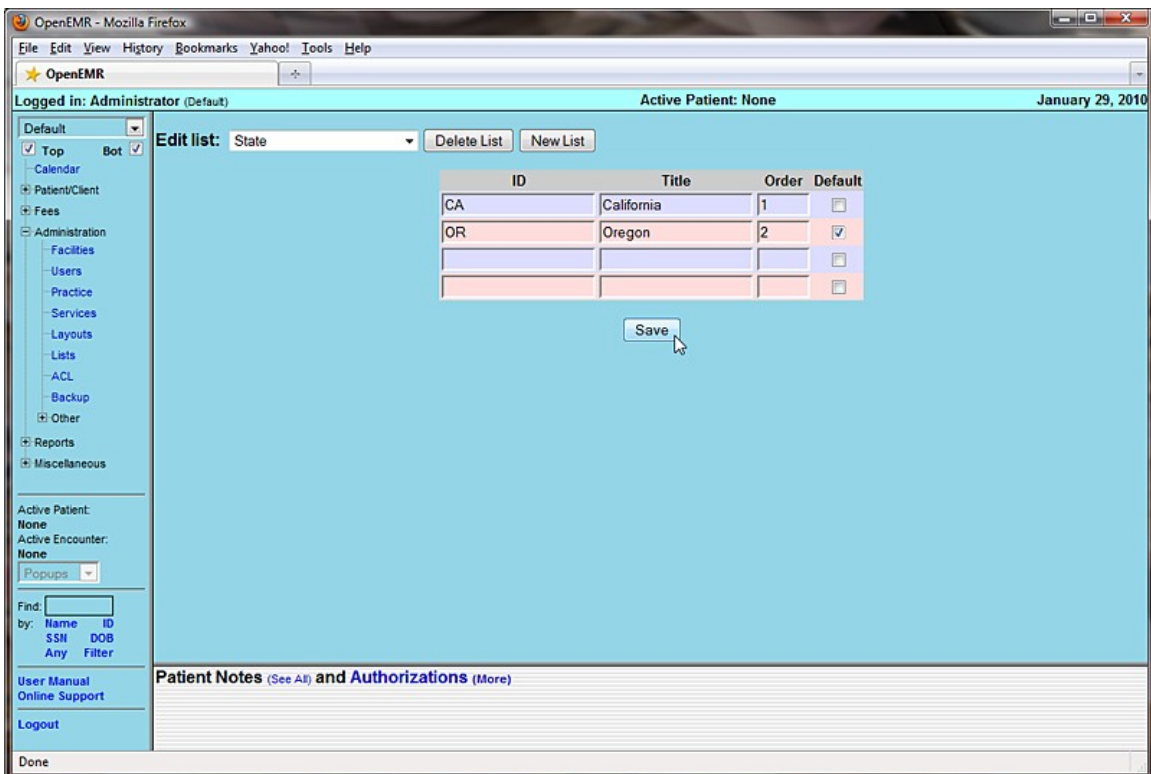 OpenEMR - Mozilla Firefox
File Edit View History Bookmarks Yahoo! Tools Help
OpenEMR
Logged in: Administrator (Default) Active Patient: None January 29, 2010
Default
Top Bot
Calendar
Patient/Client
Fees
Administration
Facilities
Users
Practice
Services
Layouts
Lists
ACL
Backup
Other
Reports
Miscellaneous
Active Patient:
None
Active Encounter:
None
Popups
Find:
by: Name ID
SSN DOB
Any Filter
User Manual
Online Support
Logout
Edit list: State Delete List New List
ID Title Order Default
CA California 1
OR Oregon 2
Save
Patient Notes (See All) and Authorizations (More)
Done